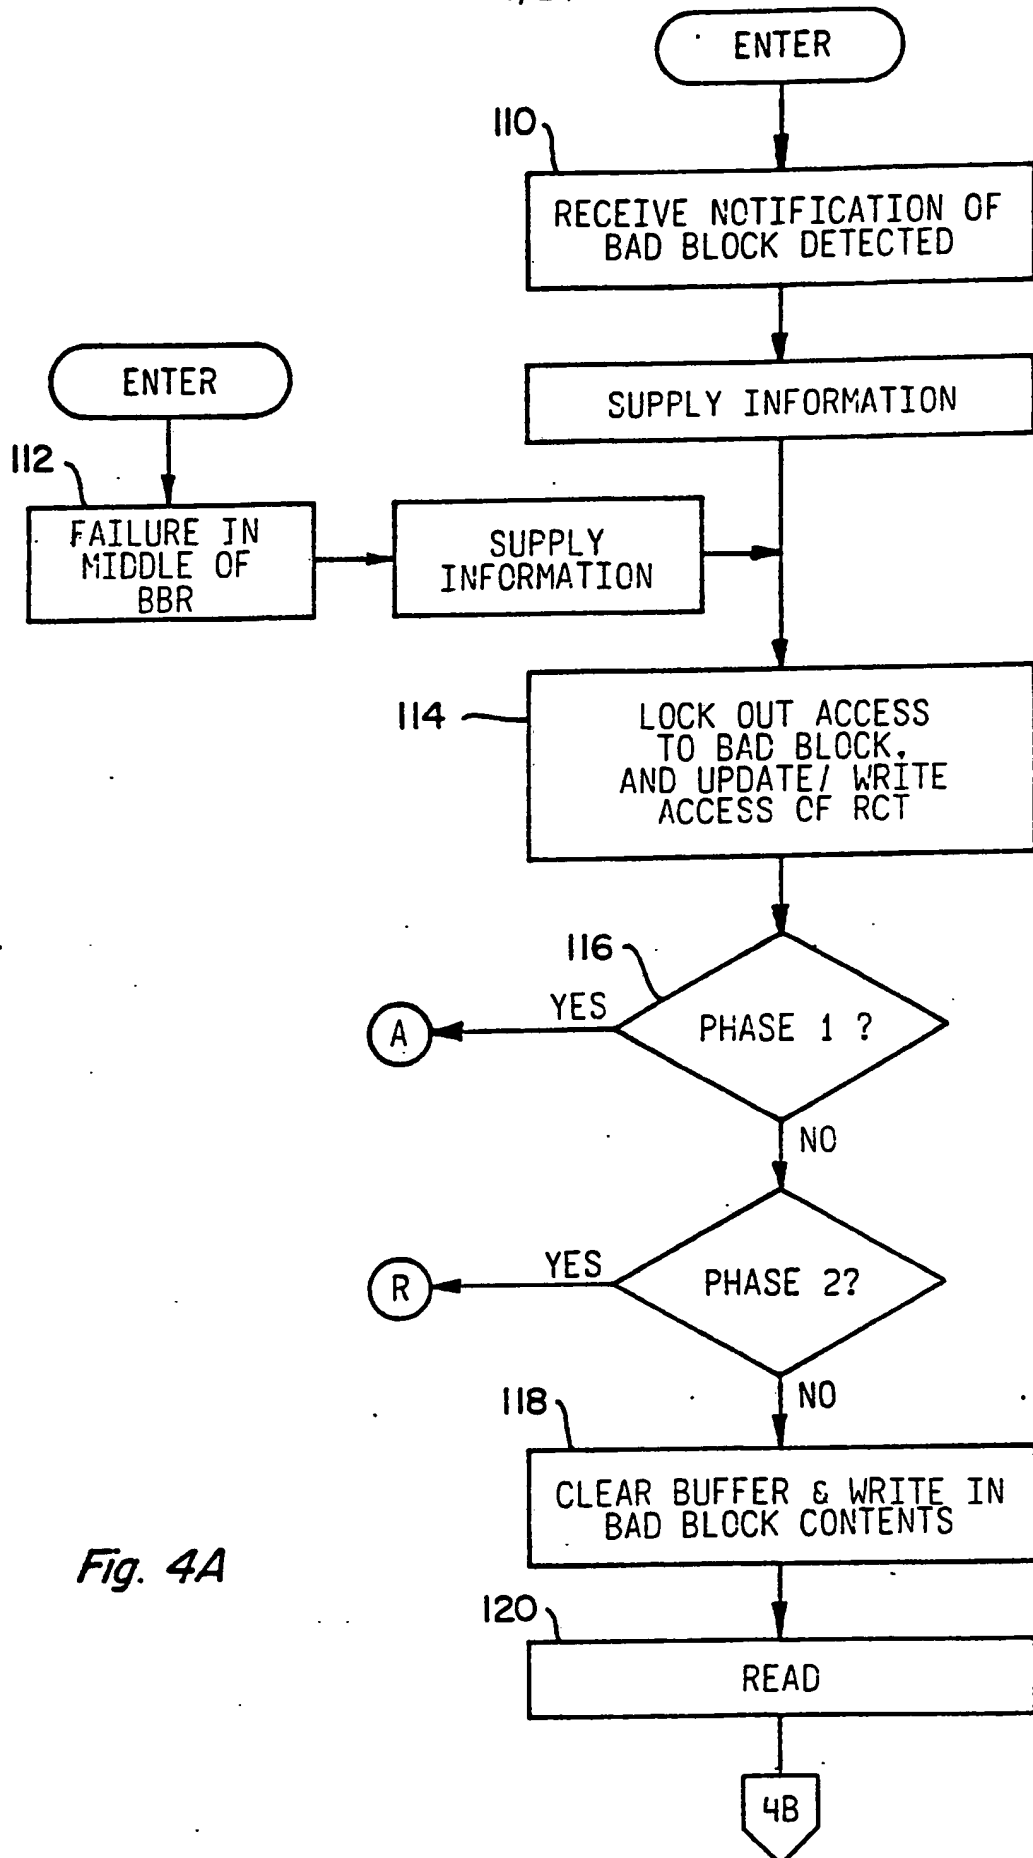 ENTER
110
RECEIVE NOTIFICATION OF
BAD BLOCK DETECTED
SUPPLY INFORMATION
ENTER
112
FAILURE IN
MIDDLE OF
BBR
SUPPLY
INFORMATION
114
LOCK OUT ACCESS
TO BAD BLOCK.
AND UPDATE/ WRITE
ACCESS CF RCT
116
PHASE 1 ?
YES
A
NO
PHASE 2?
YES
R
NO
118
CLEAR BUFFER & WRITE IN
BAD BLOCK CONTENTS
120
READ
4B
Fig. 4A